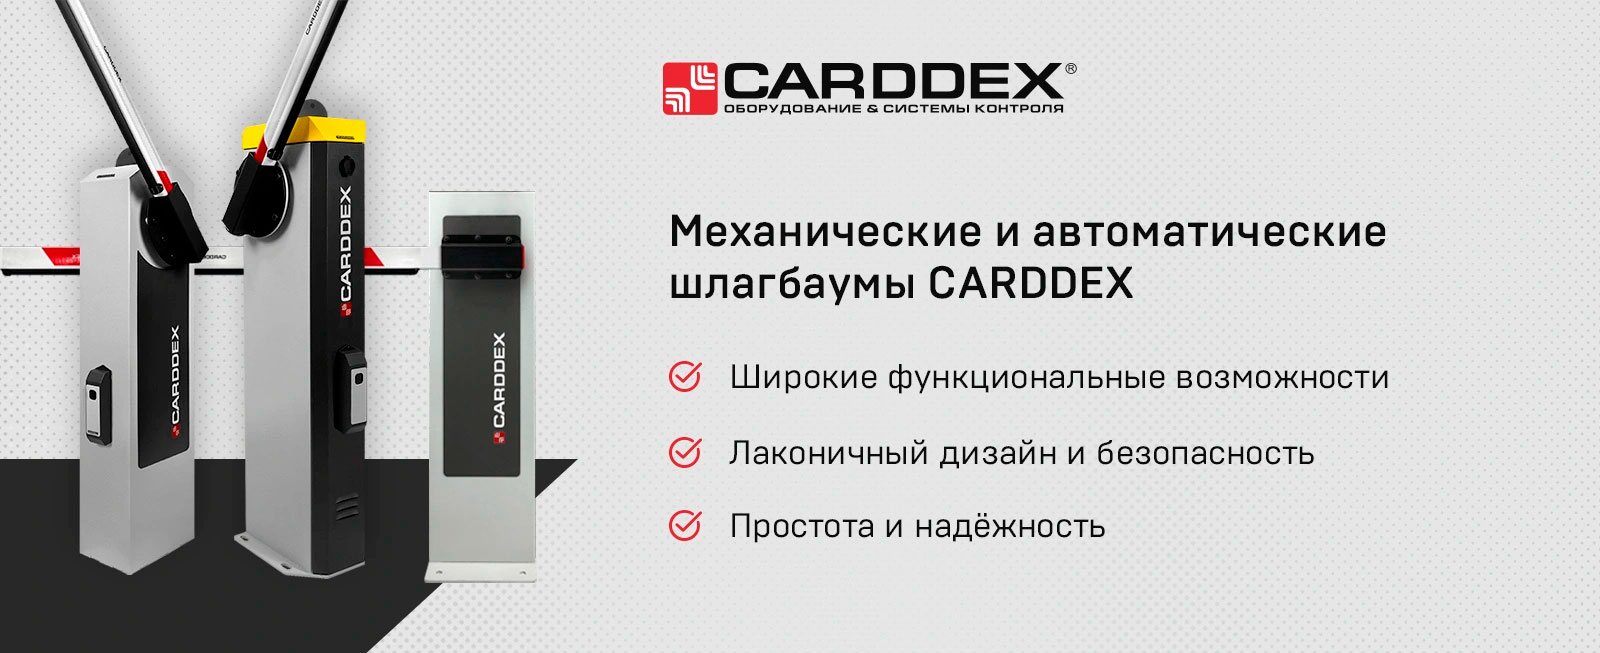 CARDDEX®
ОБОРУДОВАНИЕ & СИСТЕМЫ КОНТРОЛЯ
Механические и автоматические
шлагбаумы CARDDEX
Широкие функциональные возможности
Лаконичный дизайн и безопасность
Простота и надёжность
CARDDEX
CARDDEX
CARDDEX
CARDDEX